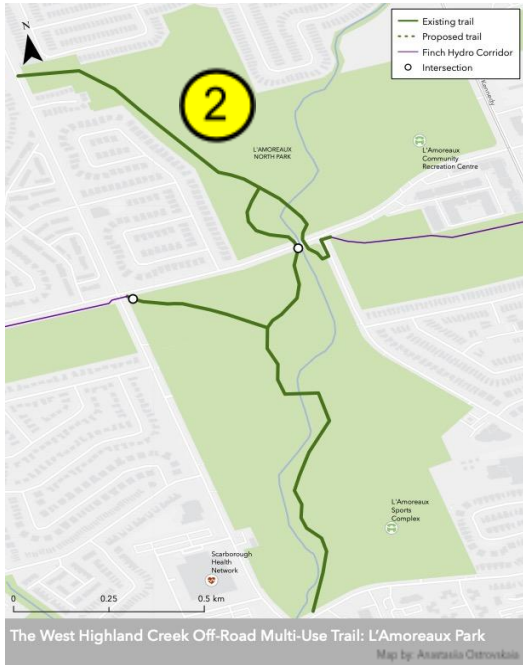 N
2
Existing trail
Proposed trail
Finch Hydro Corridor
Intersection
Kennedy
L'AMOREAUX
NORTH PARK
L'Amoreaux
Community
Recreation Centre
L'Amoreaux
Sports
Complex
Scarborough
Health
Network
0 0.25 0.5 km
The West Highland Creek Off-Road Multi-Use Trail: L'Amoreaux Park
Map by: Anastasia Ostrovskaia